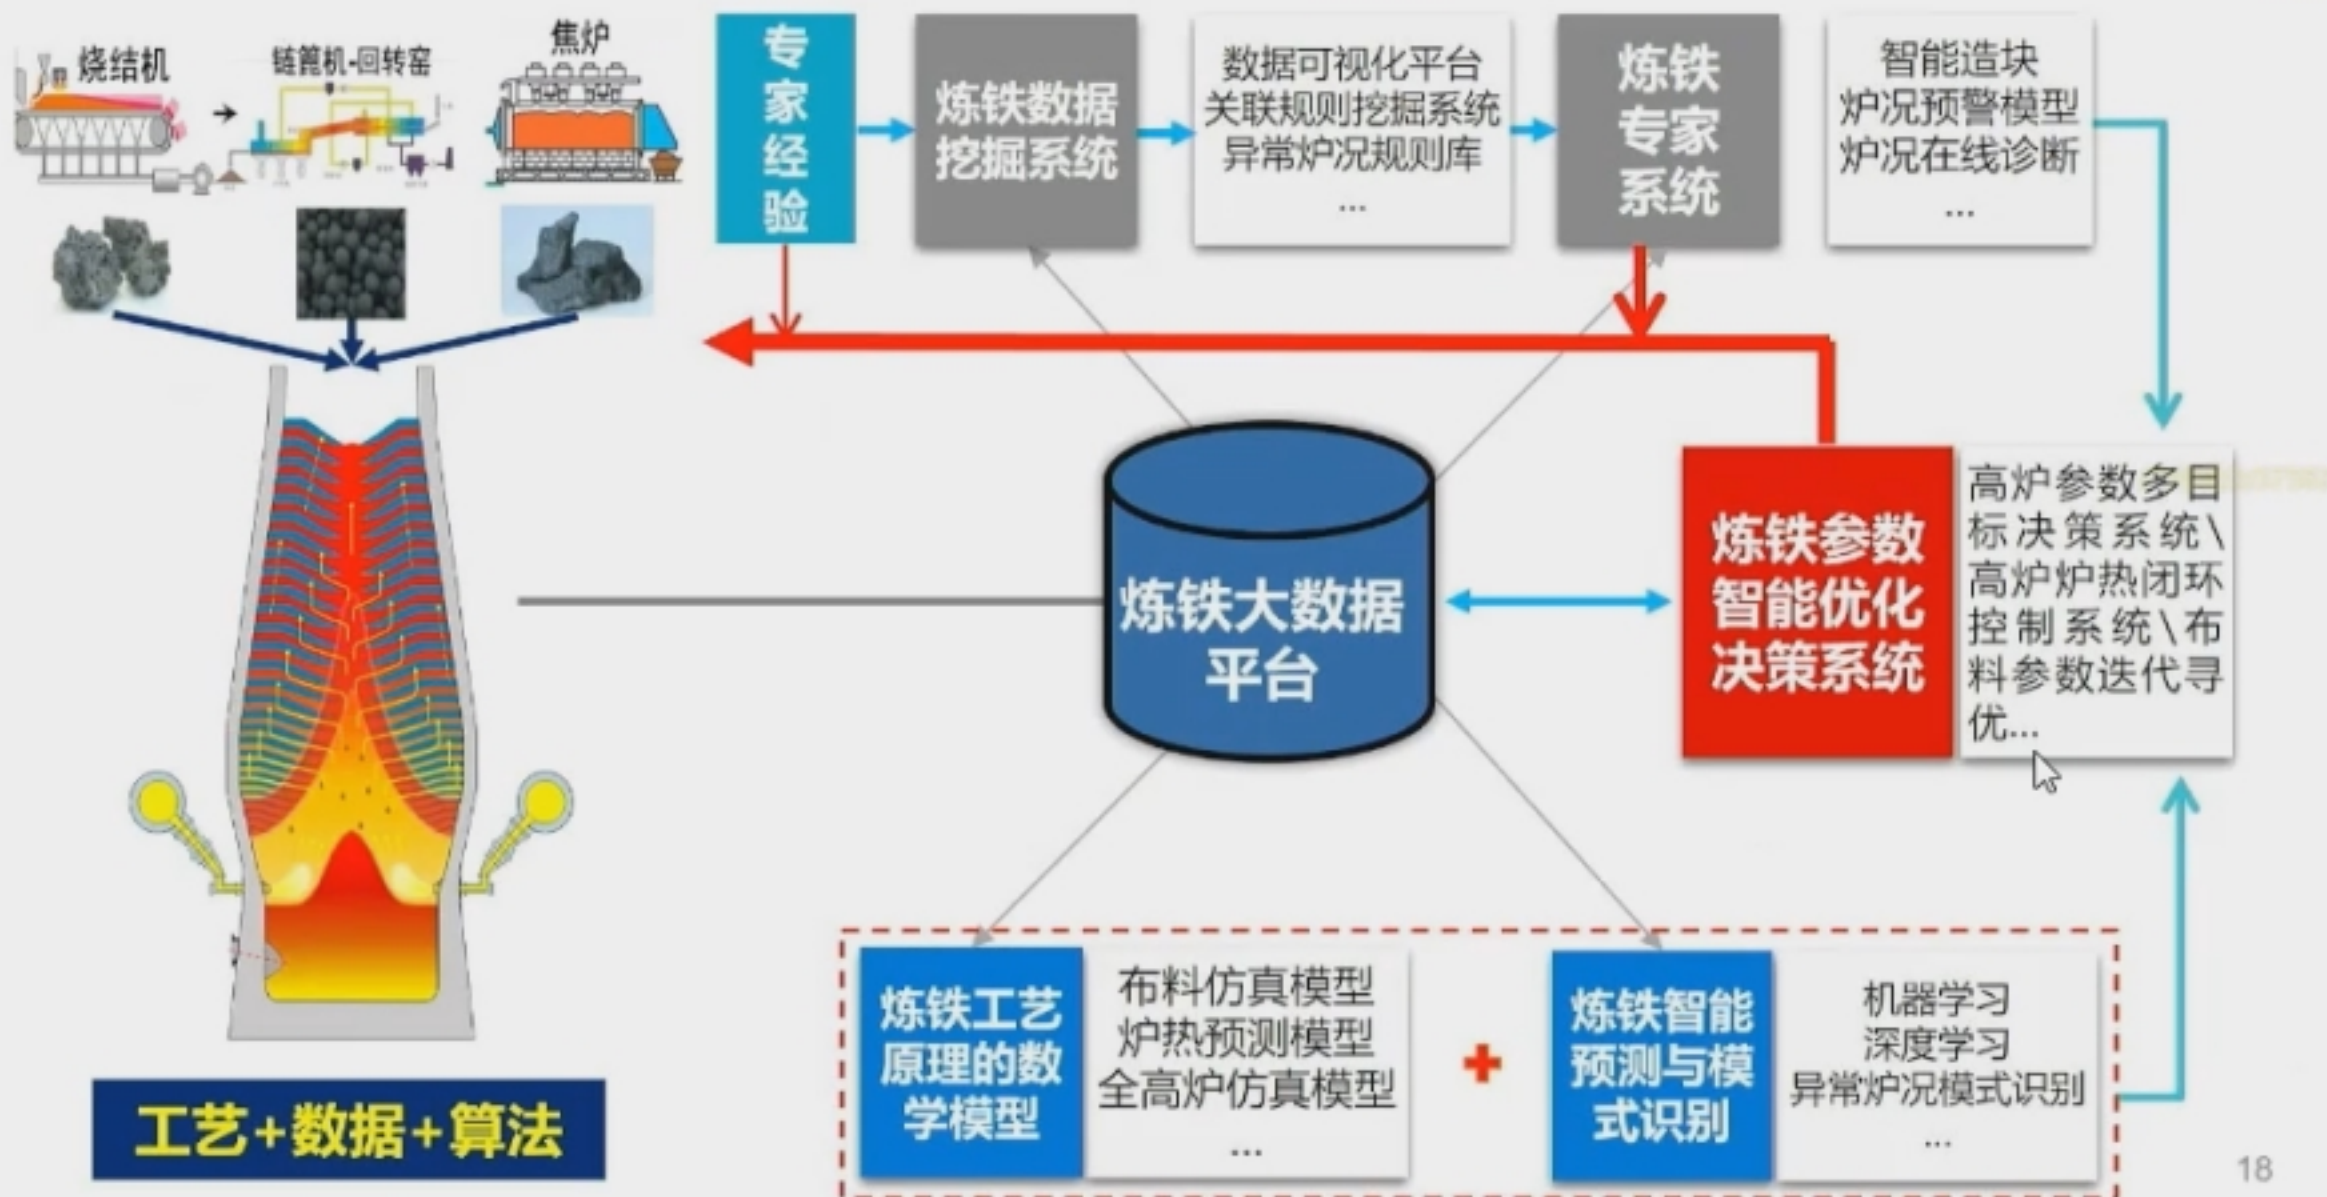 烧结机
链篦机-回转窑
焦炉
专
家
经
验
炼铁数据
挖掘系统
数据可视化平台
关联规则挖掘系统
异常炉况规则库
...
炼铁
专家
系统
智能造块
炉况预警模型
炉况在线诊断
...
炼铁大数据
平台
炼铁参数
智能优化
决策系统
高炉参数多目
标决策系统\
高炉炉热闭环
控制系统\布
料参数迭代寻
优...
炼铁工艺
原理的数
学模型
布料仿真模型
炉热预测模型
全高炉仿真模型
...
炼铁智能
预测与模
式识别
机器学习
深度学习
异常炉况模式识别
...
工艺+数据+算法
18